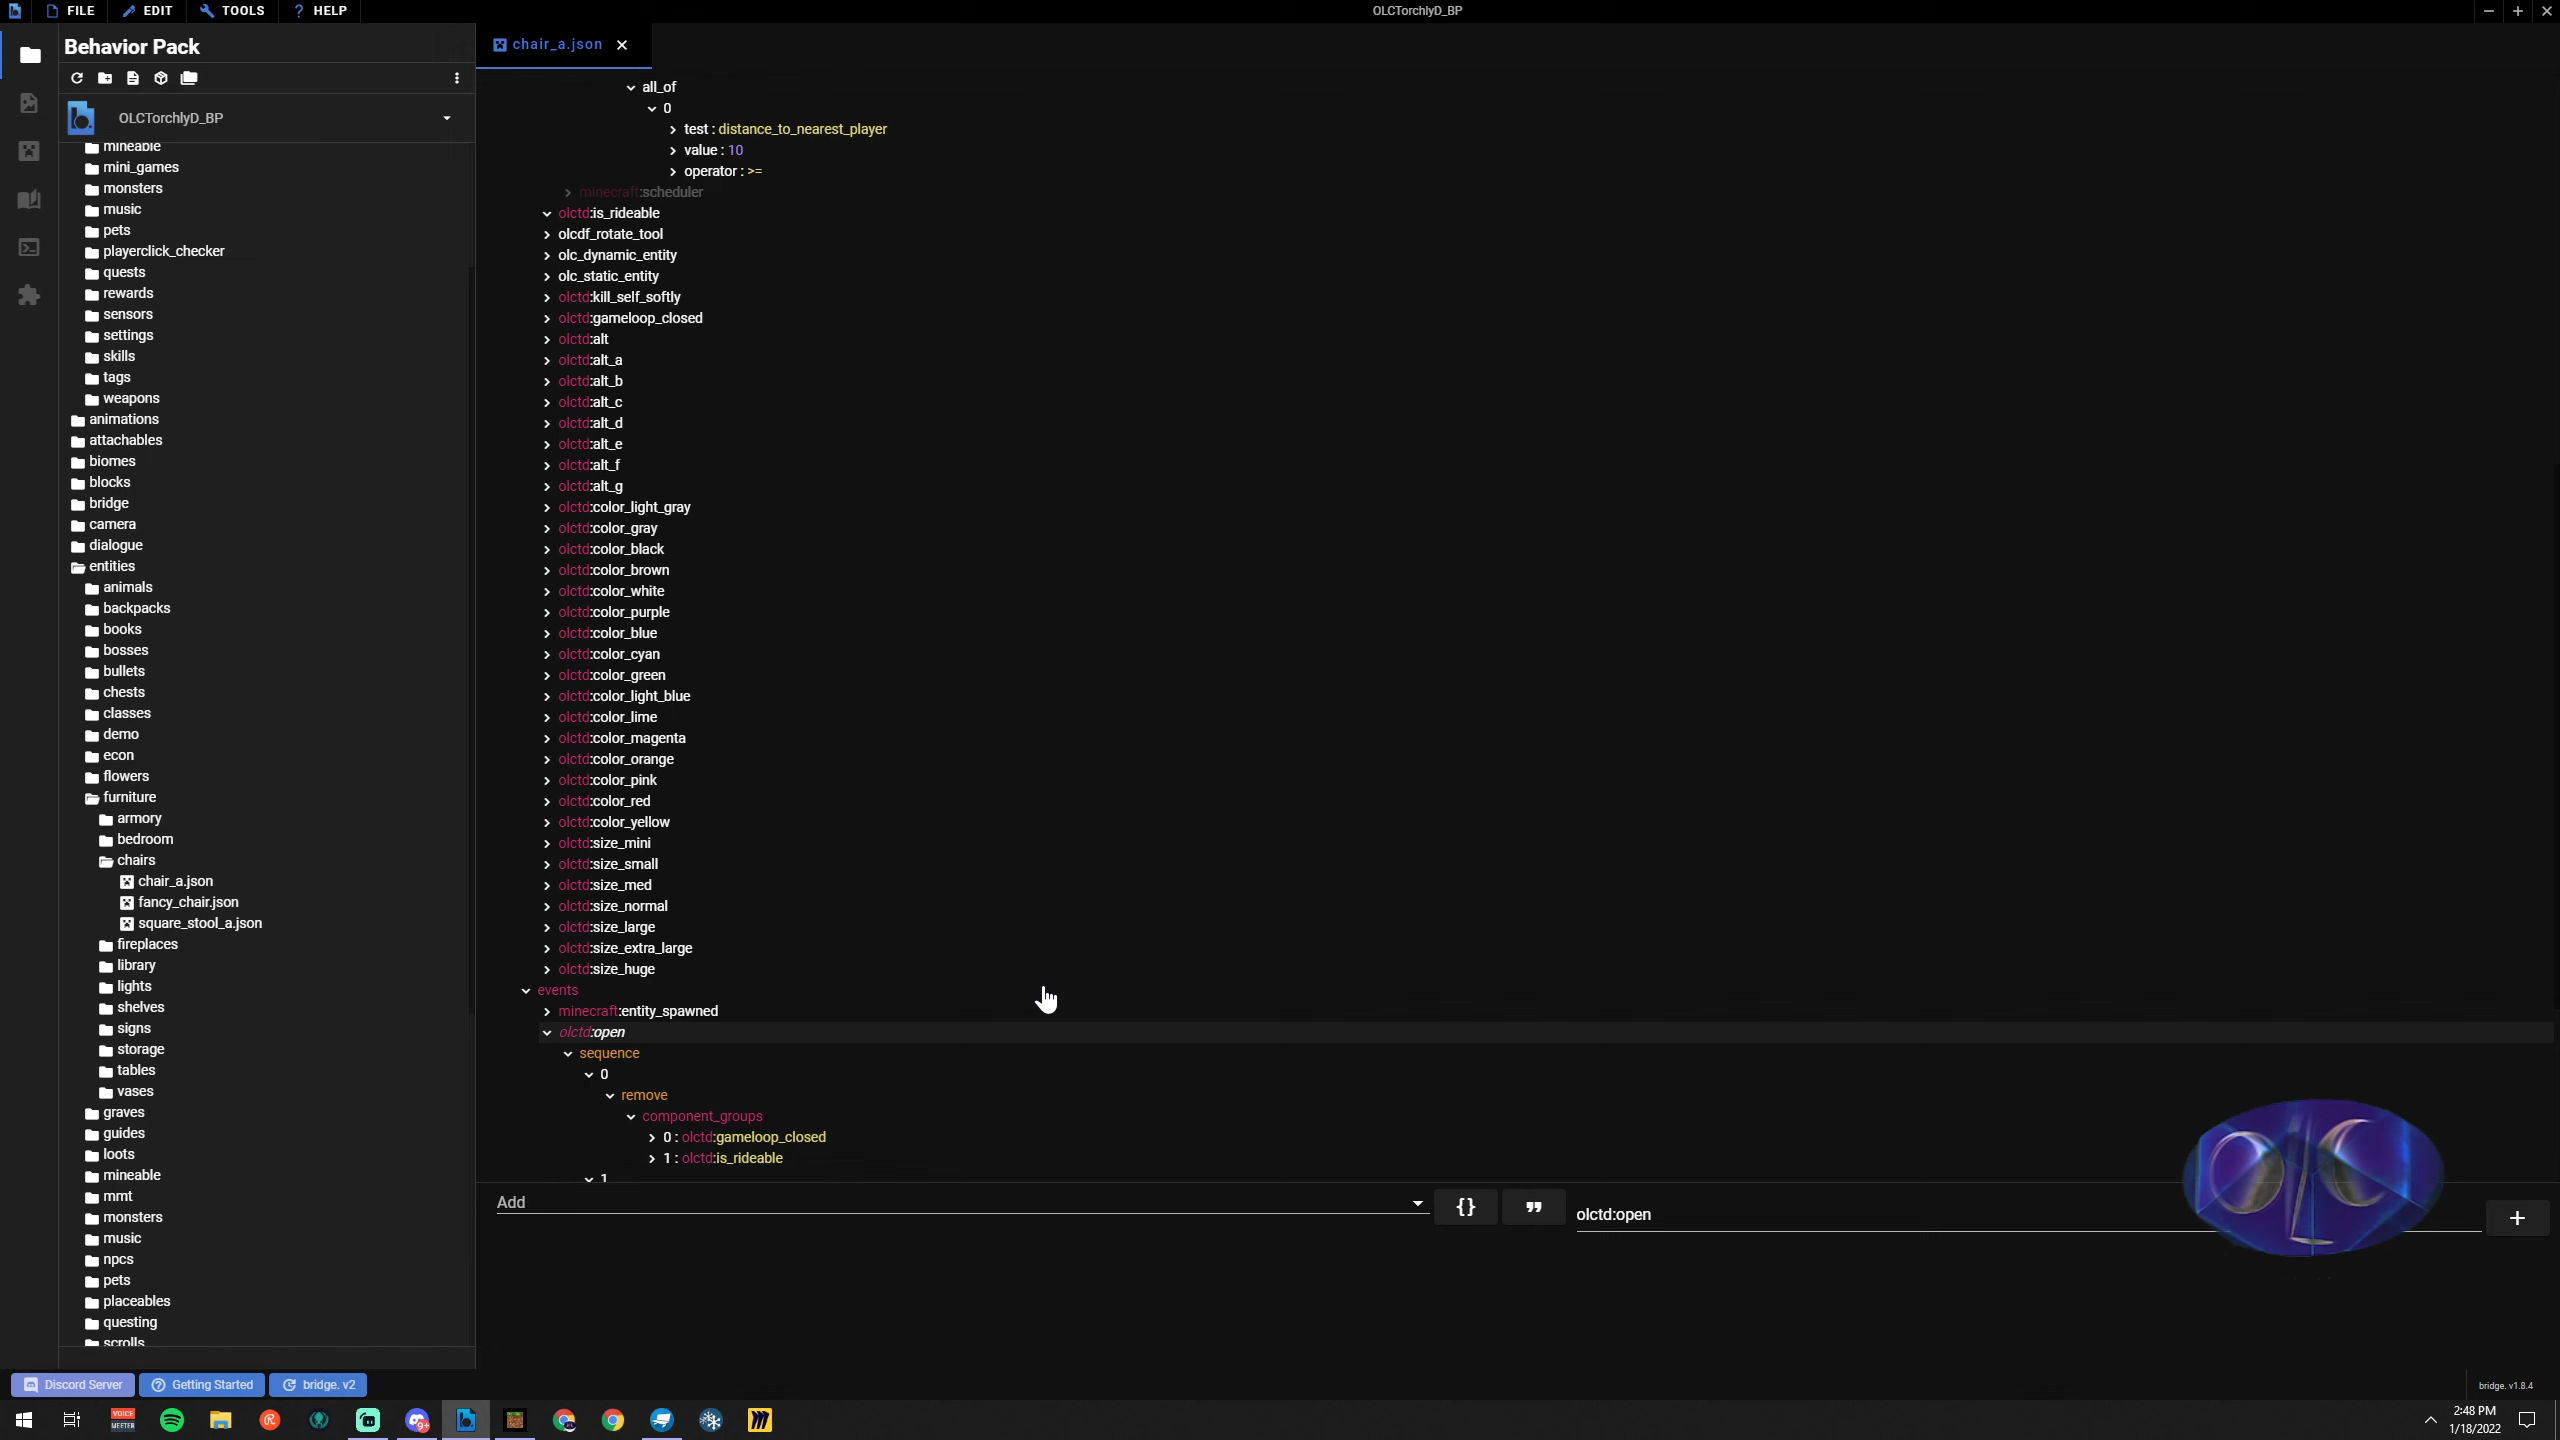 FILE EDIT TOOLS HELP OLCTorchlyD_BP
Behavior Pack
chair_a.json
OLCTorchlyD_BP
mineable
mini_games
monsters
music
pets
playerclick_checker
quests
rewards
sensors
settings
skills
tags
weapons
animations
attachables
biomes
blocks
bridge
camera
dialogue
entities
animals
backpacks
books
bosses
bullets
chests
classes
demo
econ
flowers
furniture
armory
bedroom
chairs
chair_a.json
fancy_chair.json
square_stool_a.json
fireplaces
library
lights
shelves
signs
storage
tables
vases
graves
guides
loots
mineable
mmt
monsters
music
npcs
pets
placeables
questing
scrolls
all_of
0
test : distance_to_nearest_player
value : 10
operator : >=
minecraft:scheduler
olctd:is_rideable
olcdf_rotate_tool
olc_dynamic_entity
olc_static_entity
olctd:kill_self_softly
olctd:gameloop_closed
olctd:alt
olctd:alt_a
olctd:alt_b
olctd:alt_c
olctd:alt_d
olctd:alt_e
olctd:alt_f
olctd:alt_g
olctd:color_light_gray
olctd:color_gray
olctd:color_black
olctd:color_brown
olctd:color_white
olctd:color_purple
olctd:color_blue
olctd:color_cyan
olctd:color_green
olctd:color_light_blue
olctd:color_lime
olctd:color_magenta
olctd:color_orange
olctd:color_pink
olctd:color_red
olctd:color_yellow
olctd:size_mini
olctd:size_small
olctd:size_med
olctd:size_normal
olctd:size_large
olctd:size_extra_large
olctd:size_huge
events
minecraft:entity_spawned
olctd:open
sequence
0
remove
component_groups
0 : olctd:gameloop_closed
1 : olctd:is_rideable
1
Add {} olctd:open +
Discord Server Getting Started bridge. v2 bridge. v1.8.4
VOICE MEETER 9+ 2:48 PM
1/18/2022